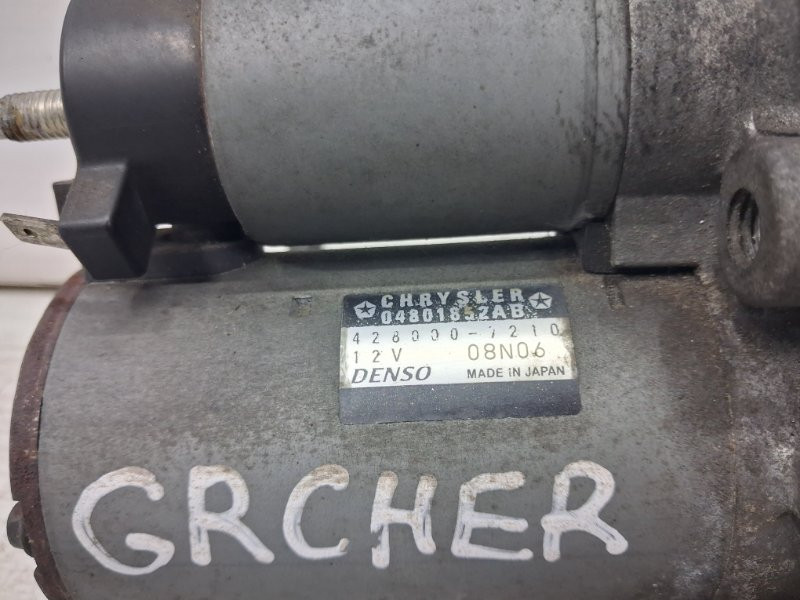 CHRYSLER
04801852AB
428000-7210
12V 08N06
DENSO MADE IN JAPAN
GRCHER